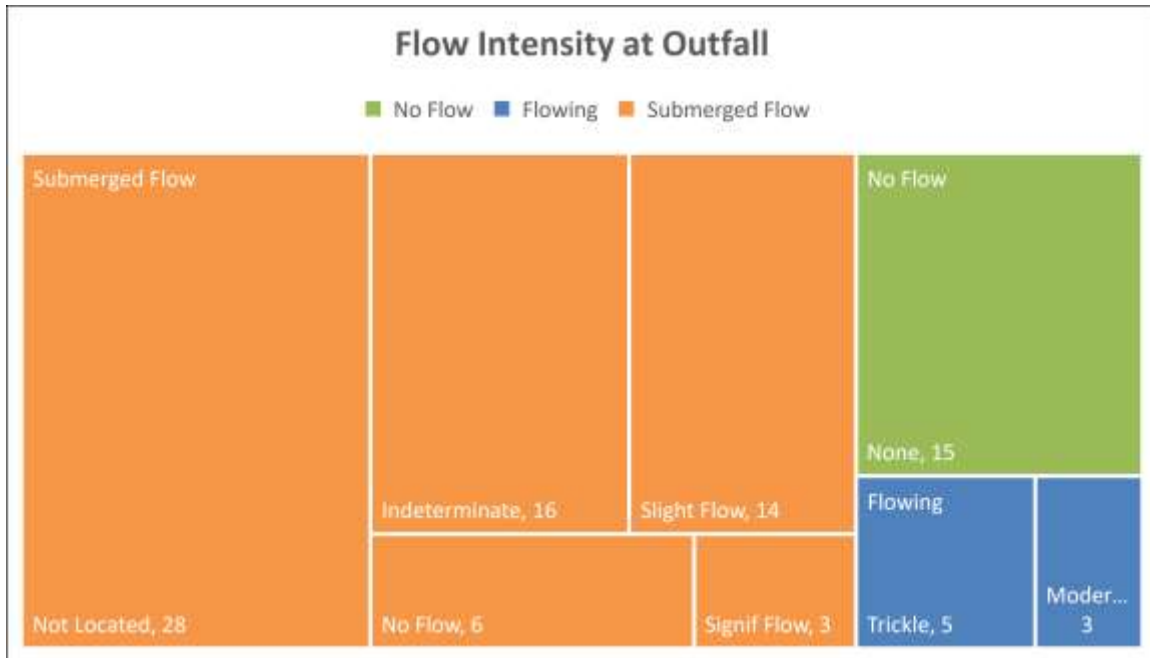 Flow Intensity at Outfall
No Flow Flowing Submerged Flow
Submerged Flow
Not Located, 28
Indeterminate, 16
Slight Flow, 14
No Flow, 6
Signif Flow, 3
No Flow
None, 15
Flowing
Trickle, 5
Moder...
3